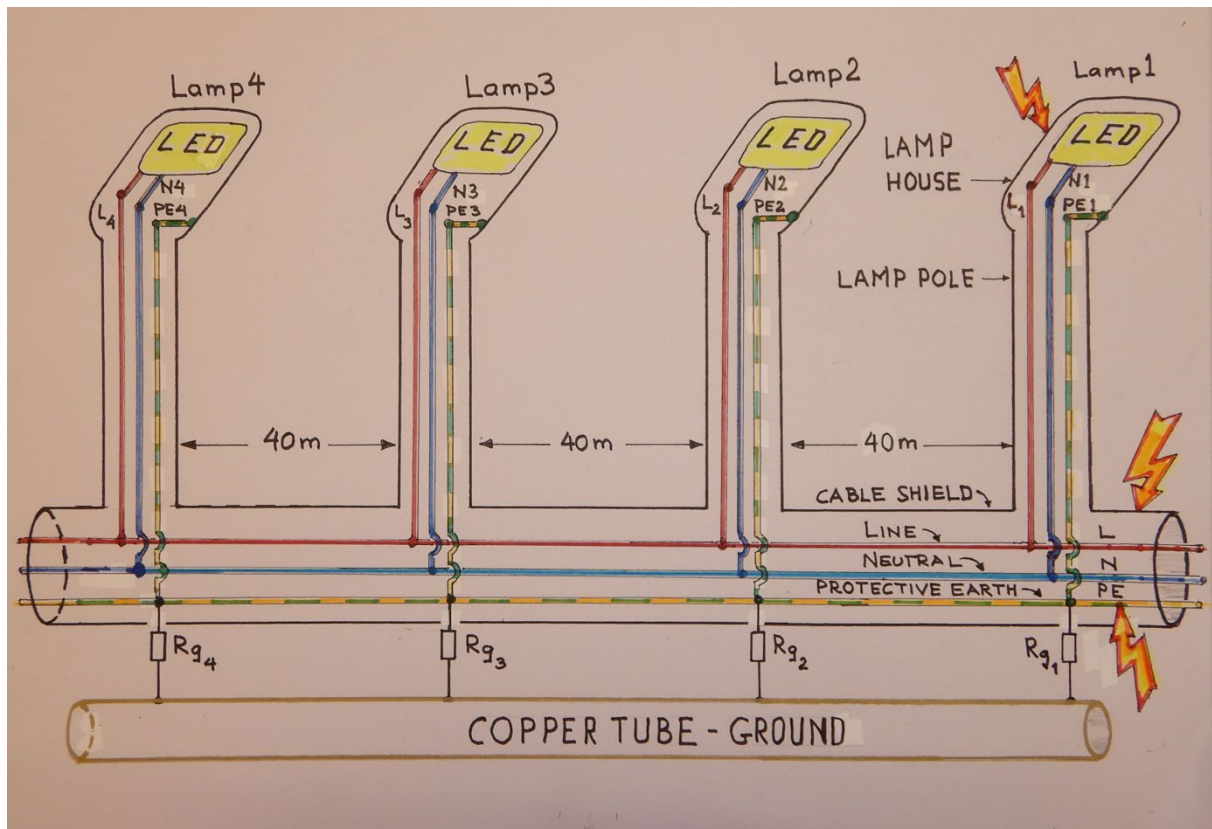 Lamp4
Lamp3
Lamp2
Lamp1
LED
LED
LED
LED
LAMP
HOUSE
N4
N3
N2
N1
L4
PE4
L3
PE3
L2
PE2
L1
PE1
LAMP POLE
40m
40m
40m
CABLE SHIELD
LINE
L
NEUTRAL
N
PROTECTIVE EARTH
PE
Rg4
Rg3
Rg2
Rg1
COPPER TUBE - GROUND